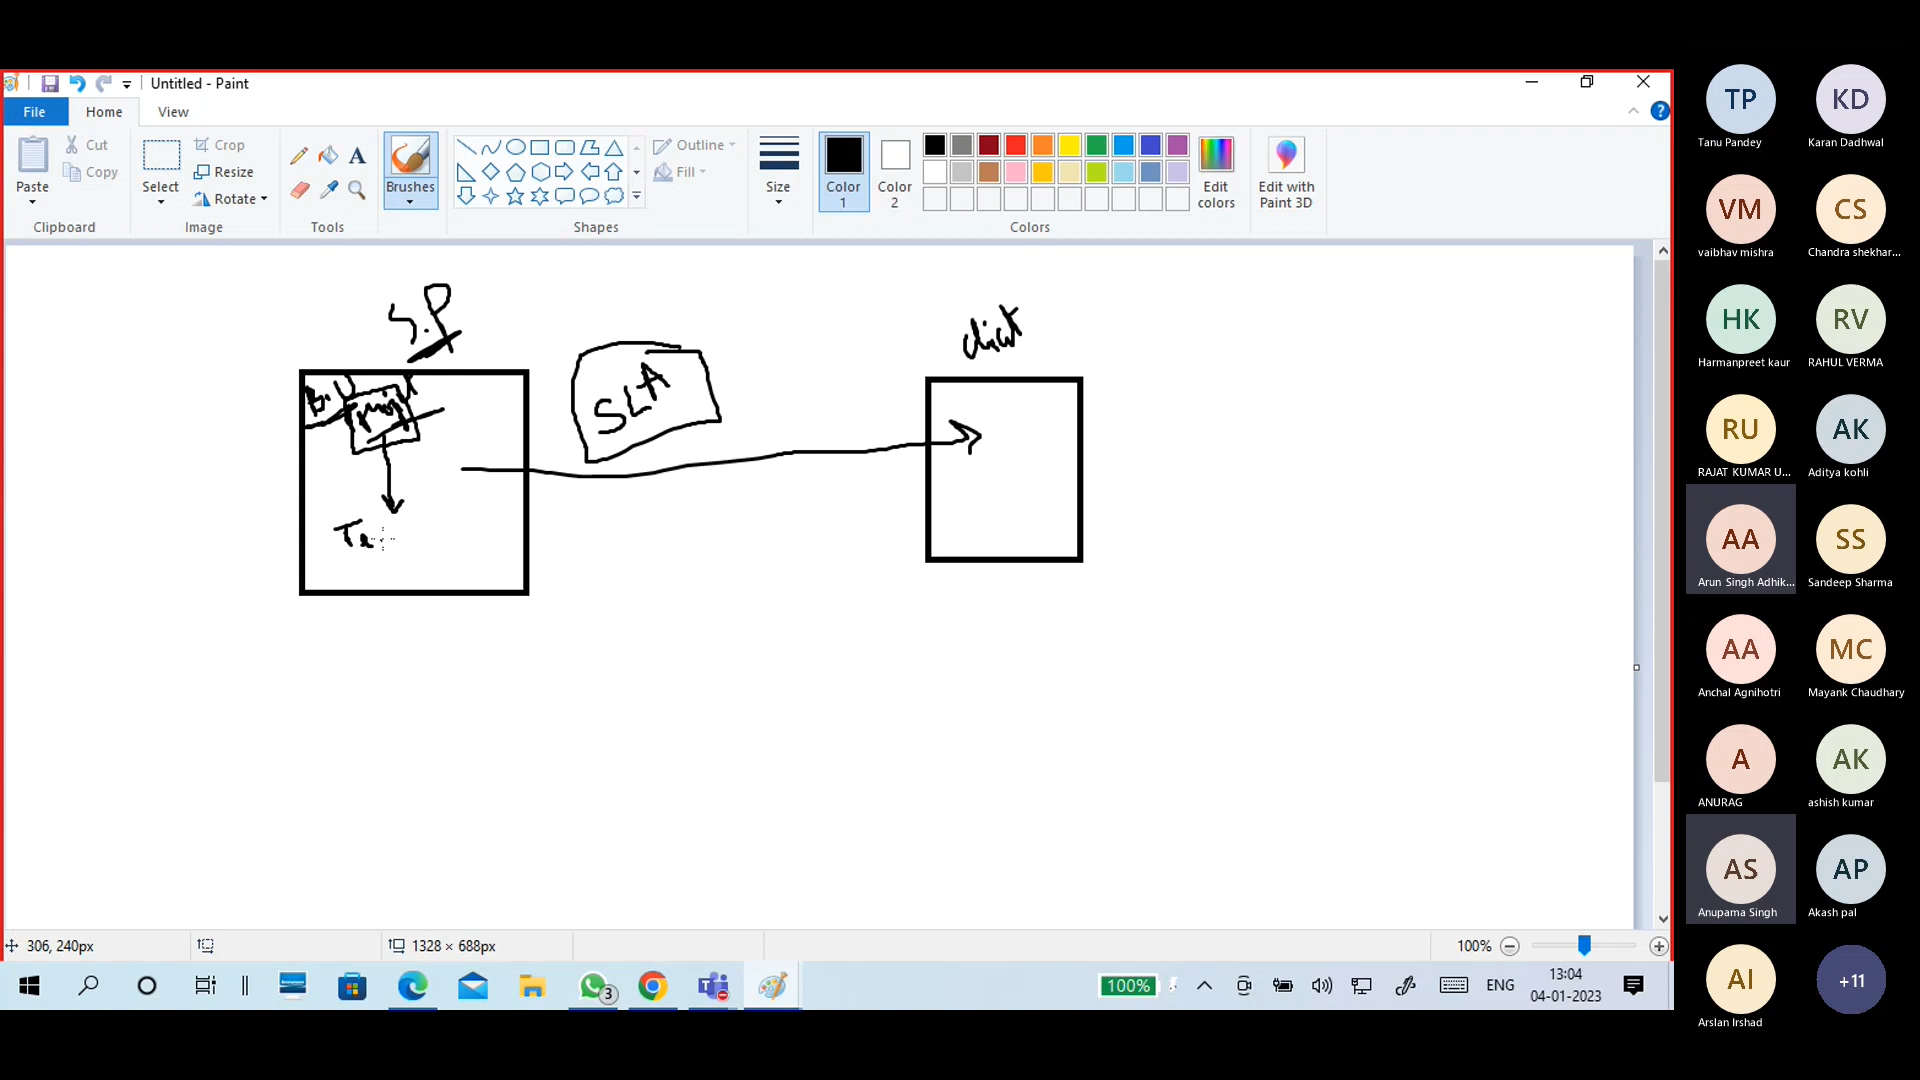 Untitled - Paint
File Home View
Cut
Copy
Paste
Clipboard
Select
Crop
Resize
Rotate
Image
Tools
Brushes
Shapes
Outline
Fill
Size
Color 1
Color 2
Edit colors
Colors
Edit with Paint 3D
S.P
B.U
SLA
306, 240px
1328 × 688px
100%
3
100%
ENG
13:04
04-01-2023
TP KD
Tanu Pandey Karan Dadhwal
VM CS
vaibhav mishra Chandra shekhar...
HK RV
Harmanpreet kaur RAHUL VERMA
RU AK
RAJAT KUMAR U... Aditya kohli
AA SS
Arun Singh Adhik... Sandeep Sharma
AA MC
Anchal Agnihotri Mayank Chaudhary
A AK
ANURAG ashish kumar
AS AP
Anupama Singh Akash pal
AI +11
Arslan Irshad